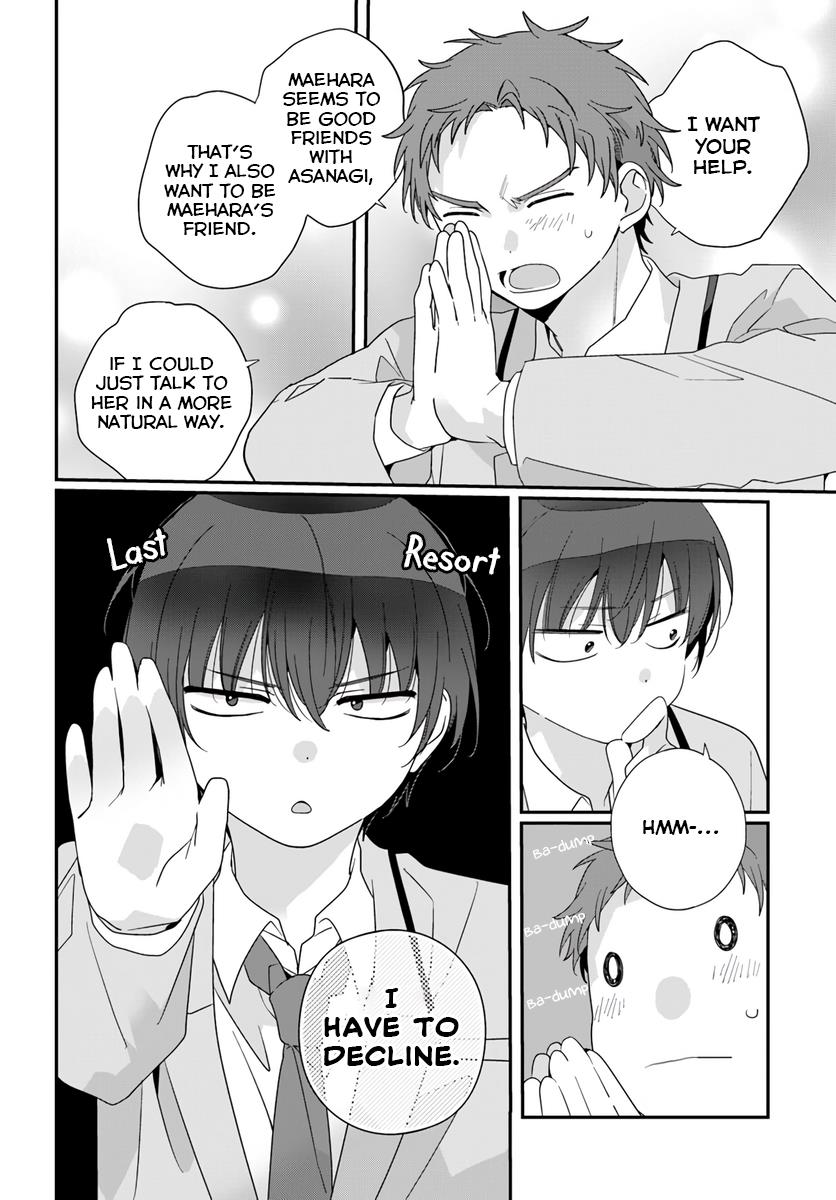 I WANT
YOUR
HELP.
MAEHARA
SEEMS TO
BE GOOD
FRIENDS
WITH
ASANAGI,
THAT'S
WHY I ALSO
WANT TO BE
MAEHARA'S
FRIEND.
IF I COULD
JUST TALK TO
HER IN A MORE
NATURAL WAY.
HMM-...
Ba-dump
Ba-dump
Ba-dump
Last Resort
I
HAVE TO
DECLINE.